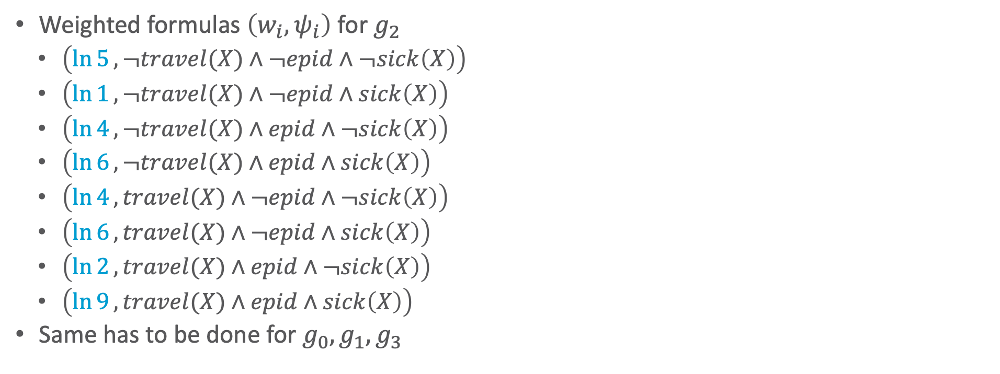 • Weighted formulas (wᵢ, ψᵢ) for g₂
• (ln 5, ¬travel(X) ∧ ¬epid ∧ ¬sick(X))
• (ln 1, ¬travel(X) ∧ ¬epid ∧ sick(X))
• (ln 4, ¬travel(X) ∧ epid ∧ ¬sick(X))
• (ln 6, ¬travel(X) ∧ epid ∧ sick(X))
• (ln 4, travel(X) ∧ ¬epid ∧ ¬sick(X))
• (ln 6, travel(X) ∧ ¬epid ∧ sick(X))
• (ln 2, travel(X) ∧ epid ∧ ¬sick(X))
• (ln 9, travel(X) ∧ epid ∧ sick(X))
• Same has to be done for g₀, g₁, g₃